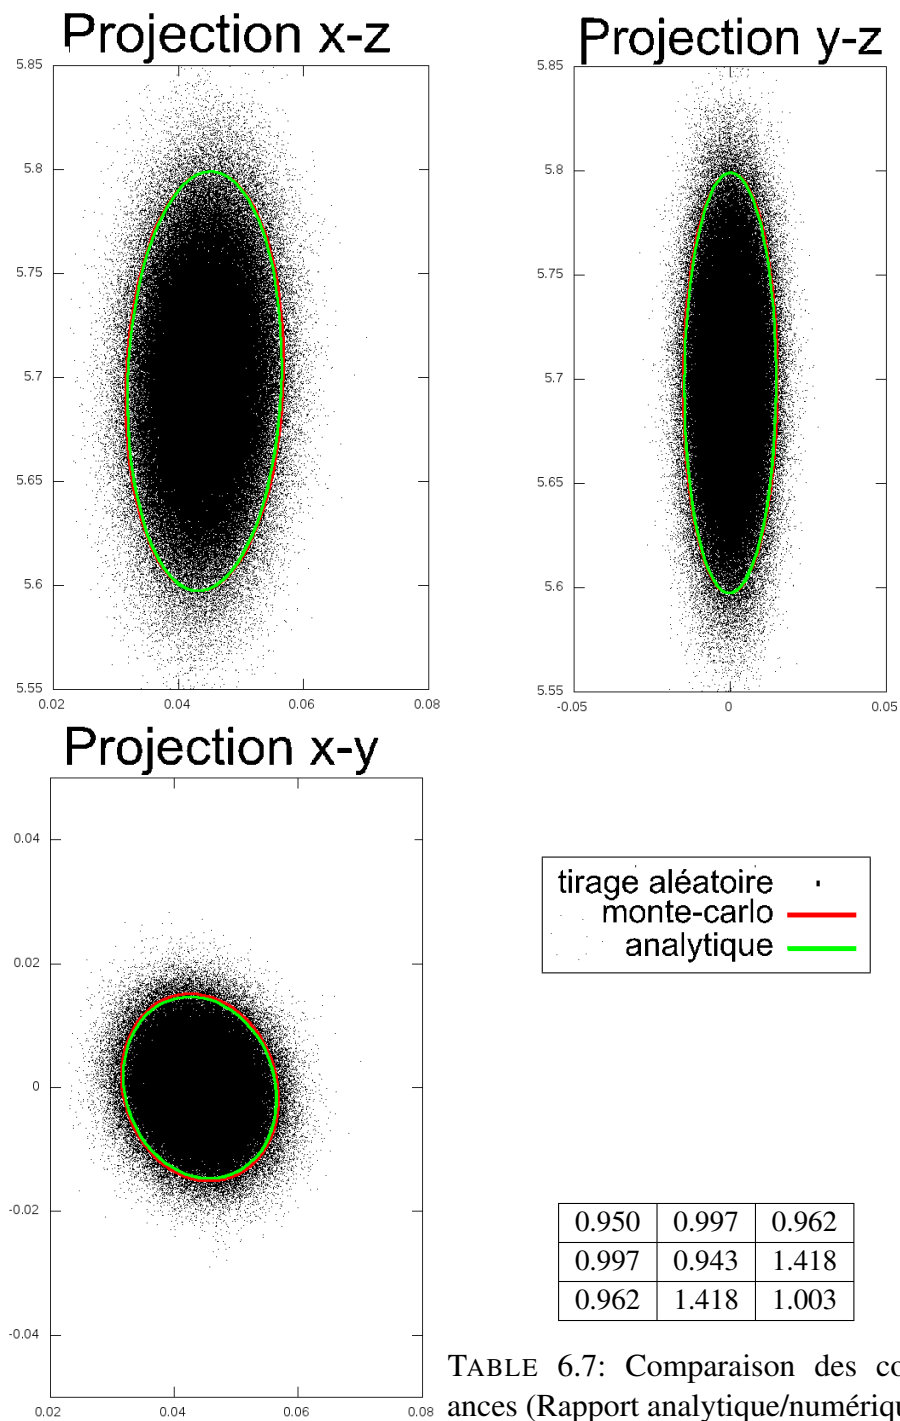 Projection x-z
Projection y-z
5.85
5.8
5.75
5.7
5.65
5.6
5.55
0.02
0.04
0.06
0.08
5.85
5.8
5.75
5.7
5.65
5.6
5.55
-0.05
0
0.05
Projection x-y
0.04
0.02
0
-0.02
-0.04
0.02
0.04
0.06
0.08
tirage aléatoire
monte-carlo
analytique
0.950 0.997 0.962
0.997 0.943 1.418
0.962 1.418 1.003
TABLE 6.7: Comparaison des co
ances (Rapport analytique/numériqu